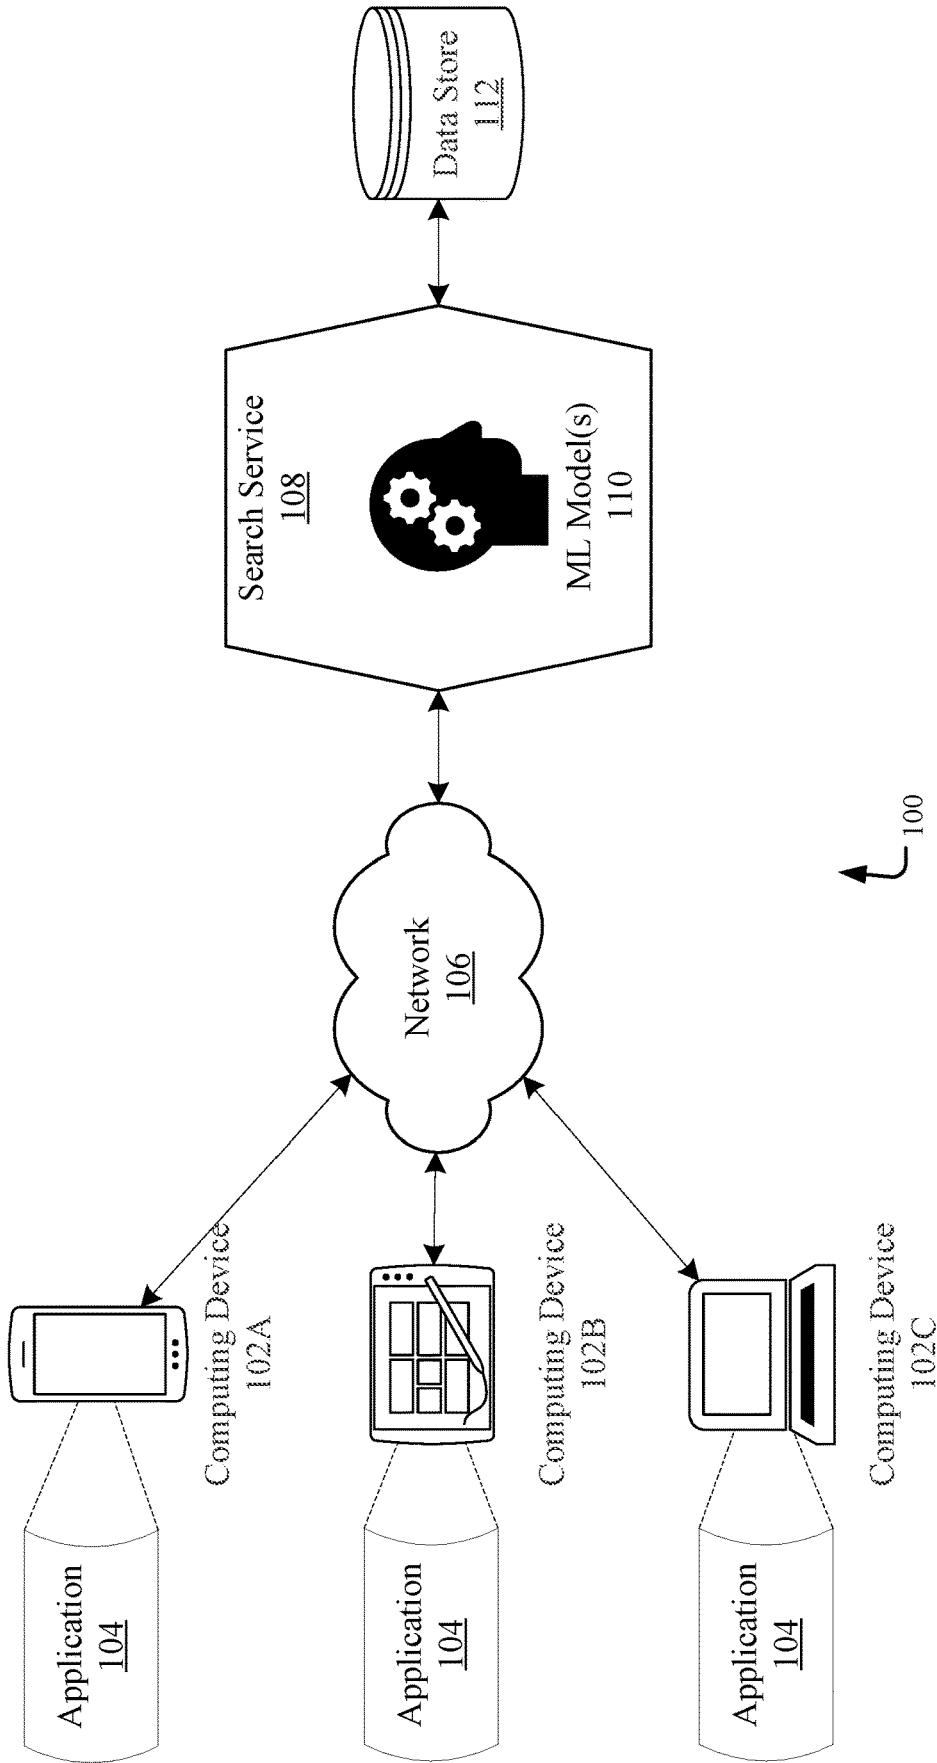 Application
104
Computing Device
102A
Application
104
Computing Device
102B
Application
104
Computing Device
102C
Network
106
Search Service
108
ML Model(s)
110
Data Store
112
100